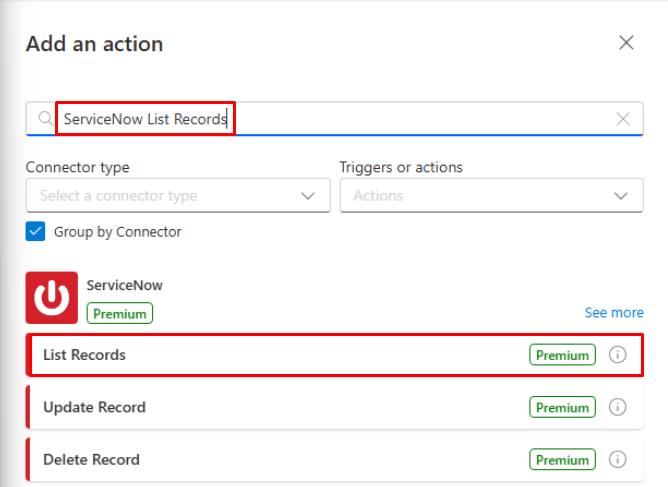 Add an action
ServiceNow List Records
Connector type
Triggers or actions
Select a connector type
Actions
Group by Connector
ServiceNow
Premium
See more
List Records
Premium
Update Record
Premium
Delete Record
Premium